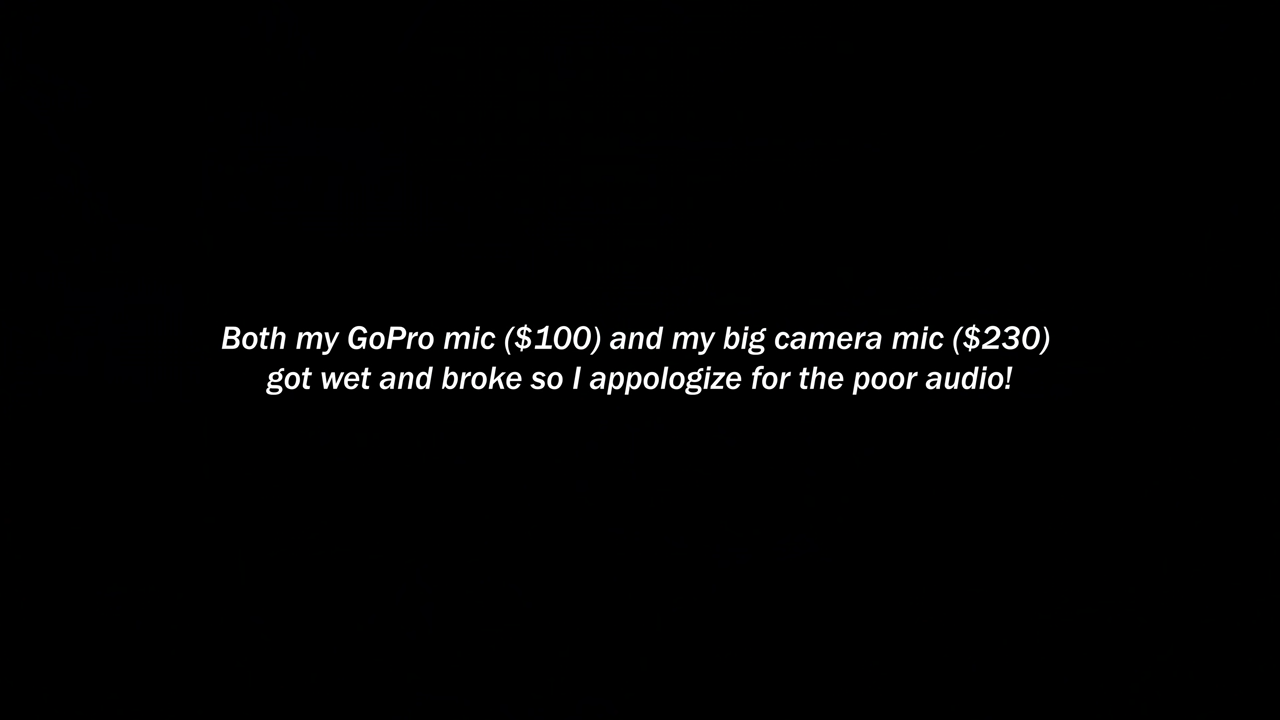 Both my GoPro mic ($100) and my big camera mic ($230)
got wet and broke so I appologize for the poor audio!